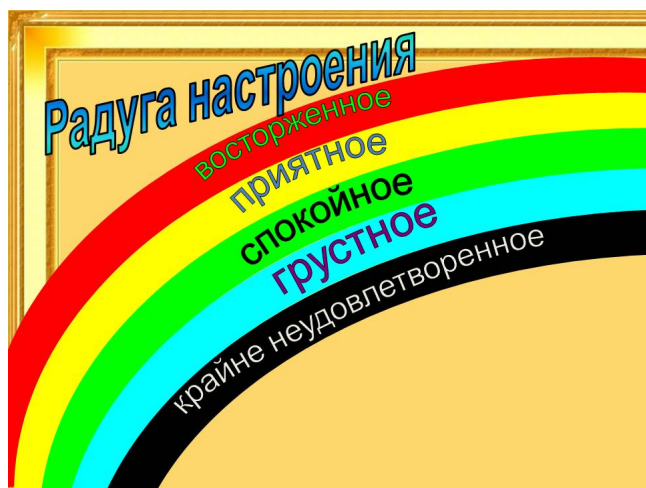 Радуга настроения
восторженное
приятное
спокойное
грустное
крайне неудовлетворенное